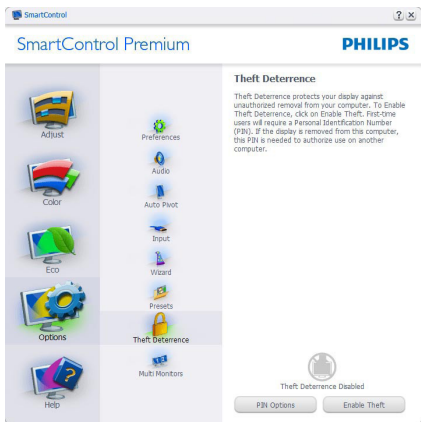 SmartControl
? ×
SmartControl Premium
PHILIPS
Adjust
Color
Eco
Options
Help
Preferences
Audio
Auto Pivot
Input
Wizard
Presets
Theft Deterrence
Multi Monitors
Theft Deterrence
Theft Deterrence protects your display against
unauthorized removal from your computer. To Enable
Theft Deterrence, click on Enable Theft. First-time
users will require a Personal Identification Number
(PIN). If the display is removed from this computer,
this PIN is needed to authorize use on another
computer.
Theft Deterrence Disabled
PIN Options
Enable Theft